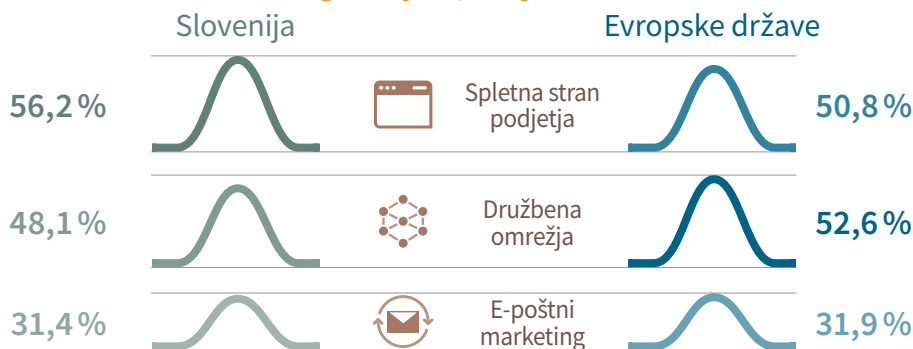 Slovenija
Evropske države
56,2 %
Spletna stran
podjetja
50,8 %
48,1 %
Družbena
omrežja
52,6 %
31,4 %
E-poštni
marketing
31,9 %